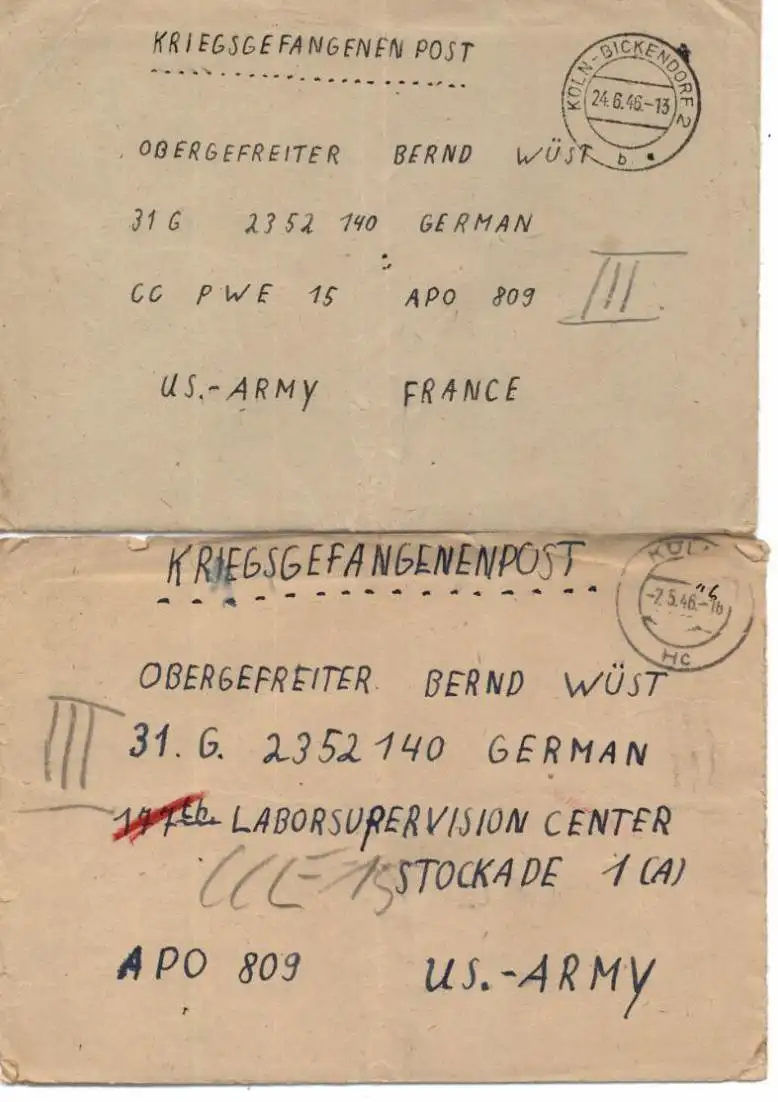 KRIEGSGEFANGENEN POST
KÖLN-BICKENDORF 2
24.6.46.-13
b
OBERGEFREITER BERND WÜST
31 G 2352 140 GERMAN
CC PWE 15 APO 809
III
US.-ARMY FRANCE
KRIEGSGEFANGENENPOST
KÖL
-7.5.46.-16
Hc
OBERGEFREITER BERND WÜST
III
31. G. 2352140 GERMAN
177th. LABORSUPERVISION CENTER
STOCKADE 1 (A)
APO 809 US.-ARMY